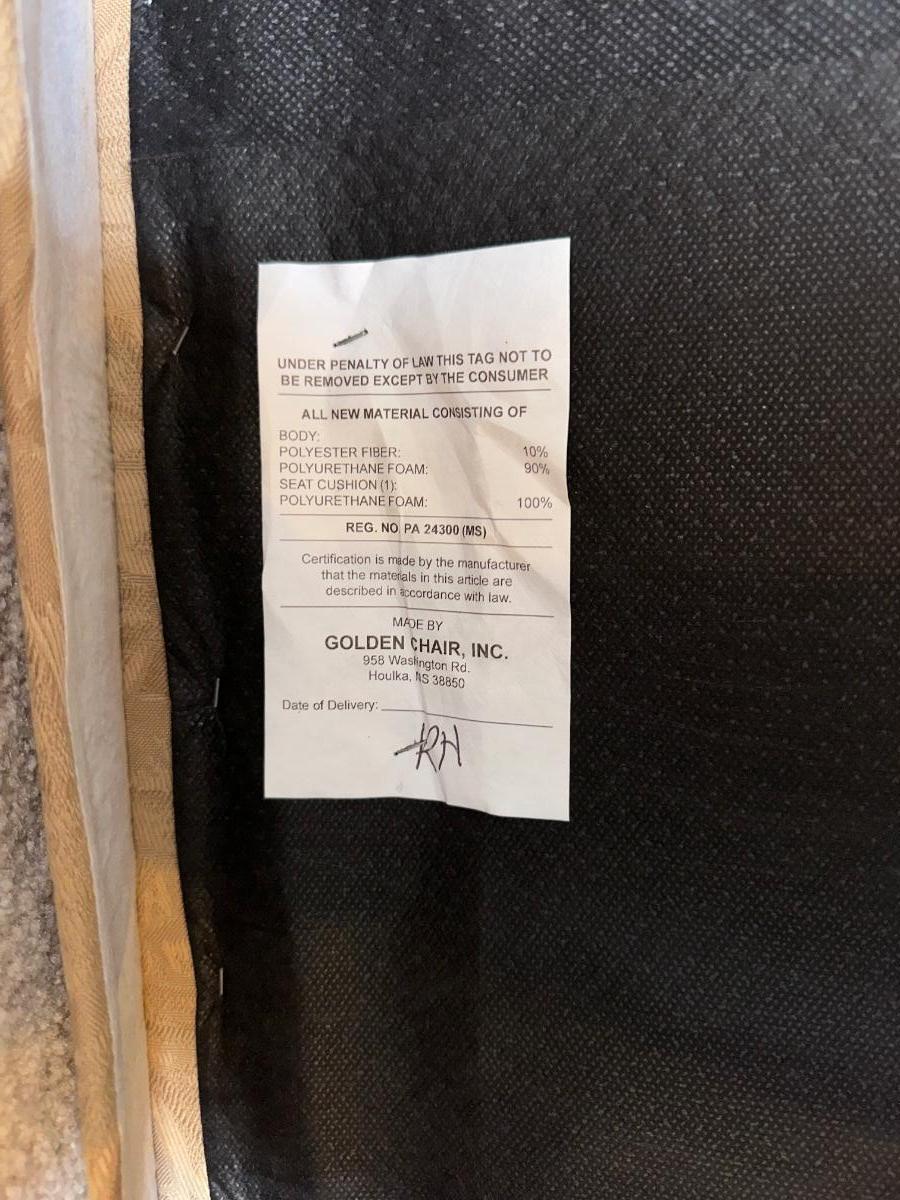 UNDER PENALTY OF LAW THIS TAG NOT TO
BE REMOVED EXCEPT BY THE CONSUMER
ALL NEW MATERIAL CONSISTING OF
BODY:
POLYESTER FIBER: 10%
POLYURETHANE FOAM: 90%
SEAT CUSHION (1):
POLYURETHANE FOAM: 100%
REG. NO. PA 24300 (MS)
Certification is made by the manufacturer
that the materials in this article are
described in accordance with law.
MADE BY
GOLDEN CHAIR, INC.
958 Washington Rd.
Houlka, MS 38850
Date of Delivery:
RH